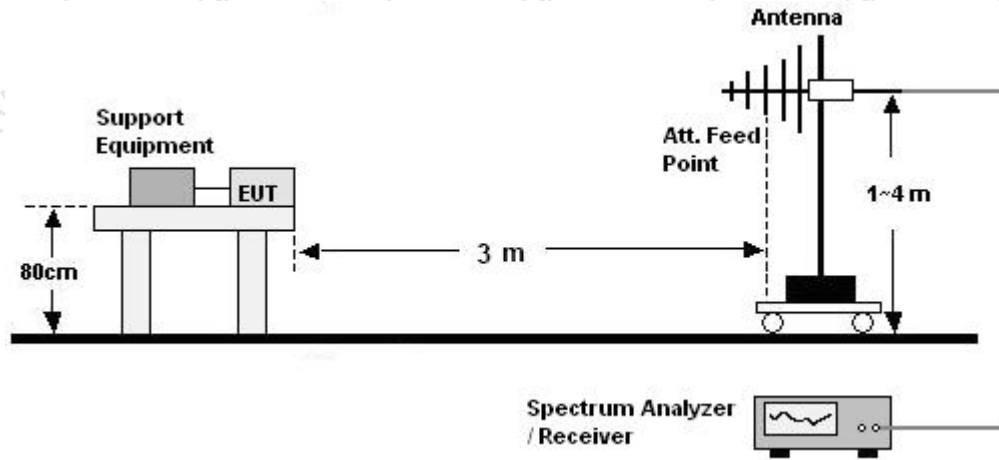 Antenna
Support
Equipment
EUT
Att. Feed
Point
1~4 m
80cm
3 m
Spectrum Analyzer
/ Receiver